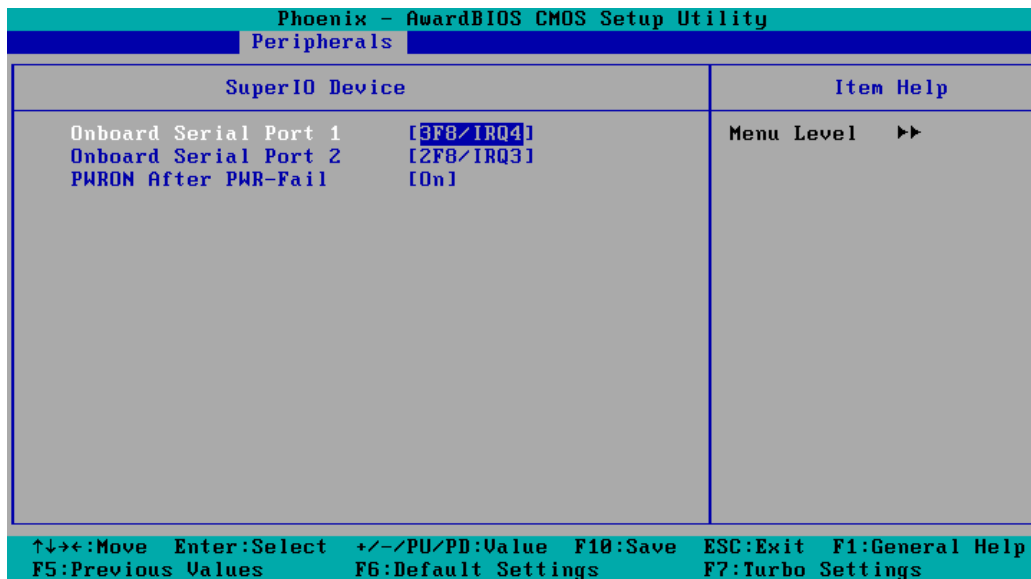 Phoenix - AwardBIOS CMOS Setup Utility
Peripherals
SuperIO Device
Item Help
Onboard Serial Port 1 [3F8/IRQ4]
Menu Level ▶▶
Onboard Serial Port 2 [2F8/IRQ3]
PWRON After PWR-Fail [On]
↑↓→←:Move Enter:Select +/-/PU/PD:Value F10:Save ESC:Exit F1:General Help
F5:Previous Values F6:Default Settings F7:Turbo Settings